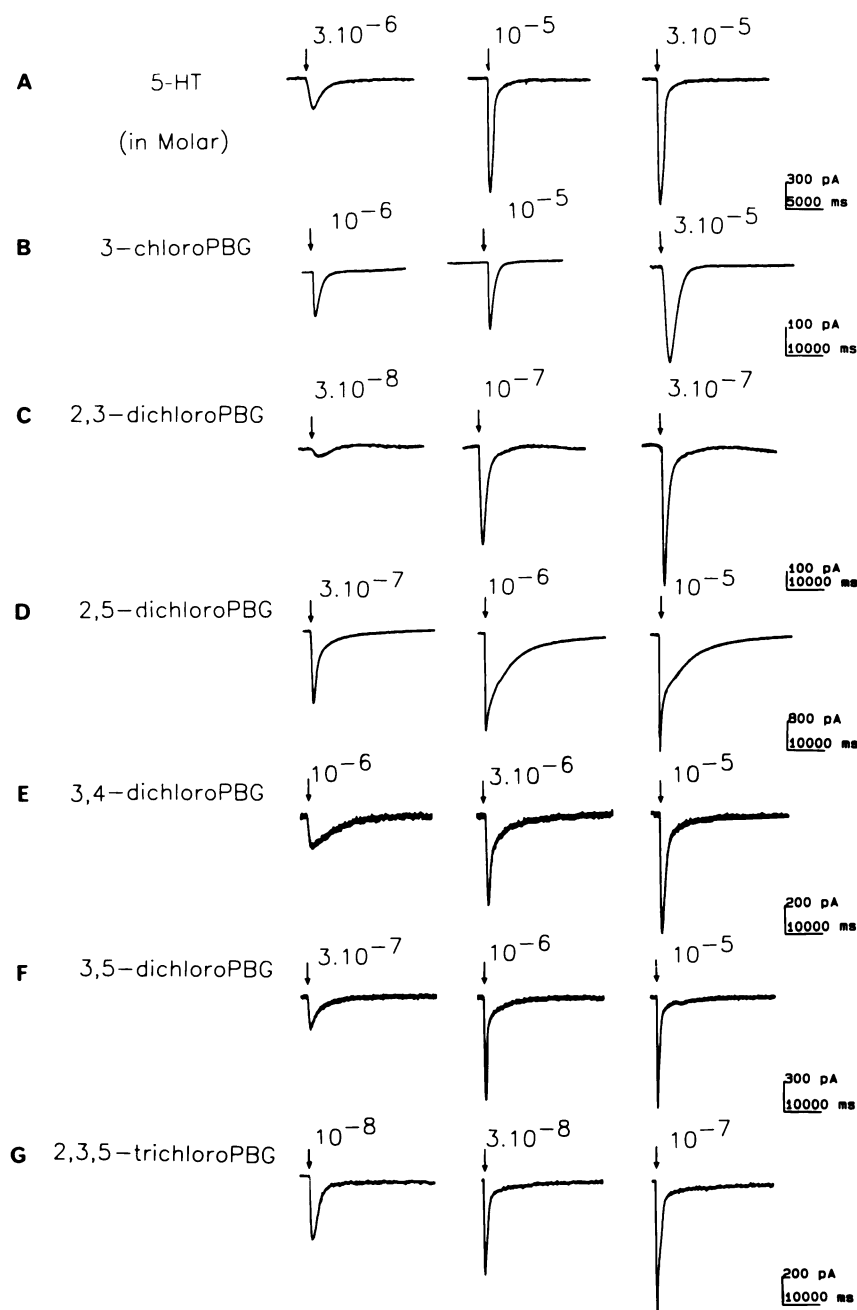 3.10⁻⁶ 10⁻⁵ 3.10⁻⁵
A 5-HT
(in Molar)
300 pA
5000 ms
10⁻⁶ 10⁻⁵ 3.10⁻⁵
B 3-chloroPBG
100 pA
10000 ms
3.10⁻⁸ 10⁻⁷ 3.10⁻⁷
C 2,3-dichloroPBG
100 pA
10000 ms
3.10⁻⁷ 10⁻⁶ 10⁻⁵
D 2,5-dichloroPBG
800 pA
10000 ms
10⁻⁶ 3.10⁻⁶ 10⁻⁵
E 3,4-dichloroPBG
200 pA
10000 ms
3.10⁻⁷ 10⁻⁶ 10⁻⁵
F 3,5-dichloroPBG
300 pA
10000 ms
10⁻⁸ 3.10⁻⁸ 10⁻⁷
G 2,3,5-trichloroPBG
200 pA
10000 ms